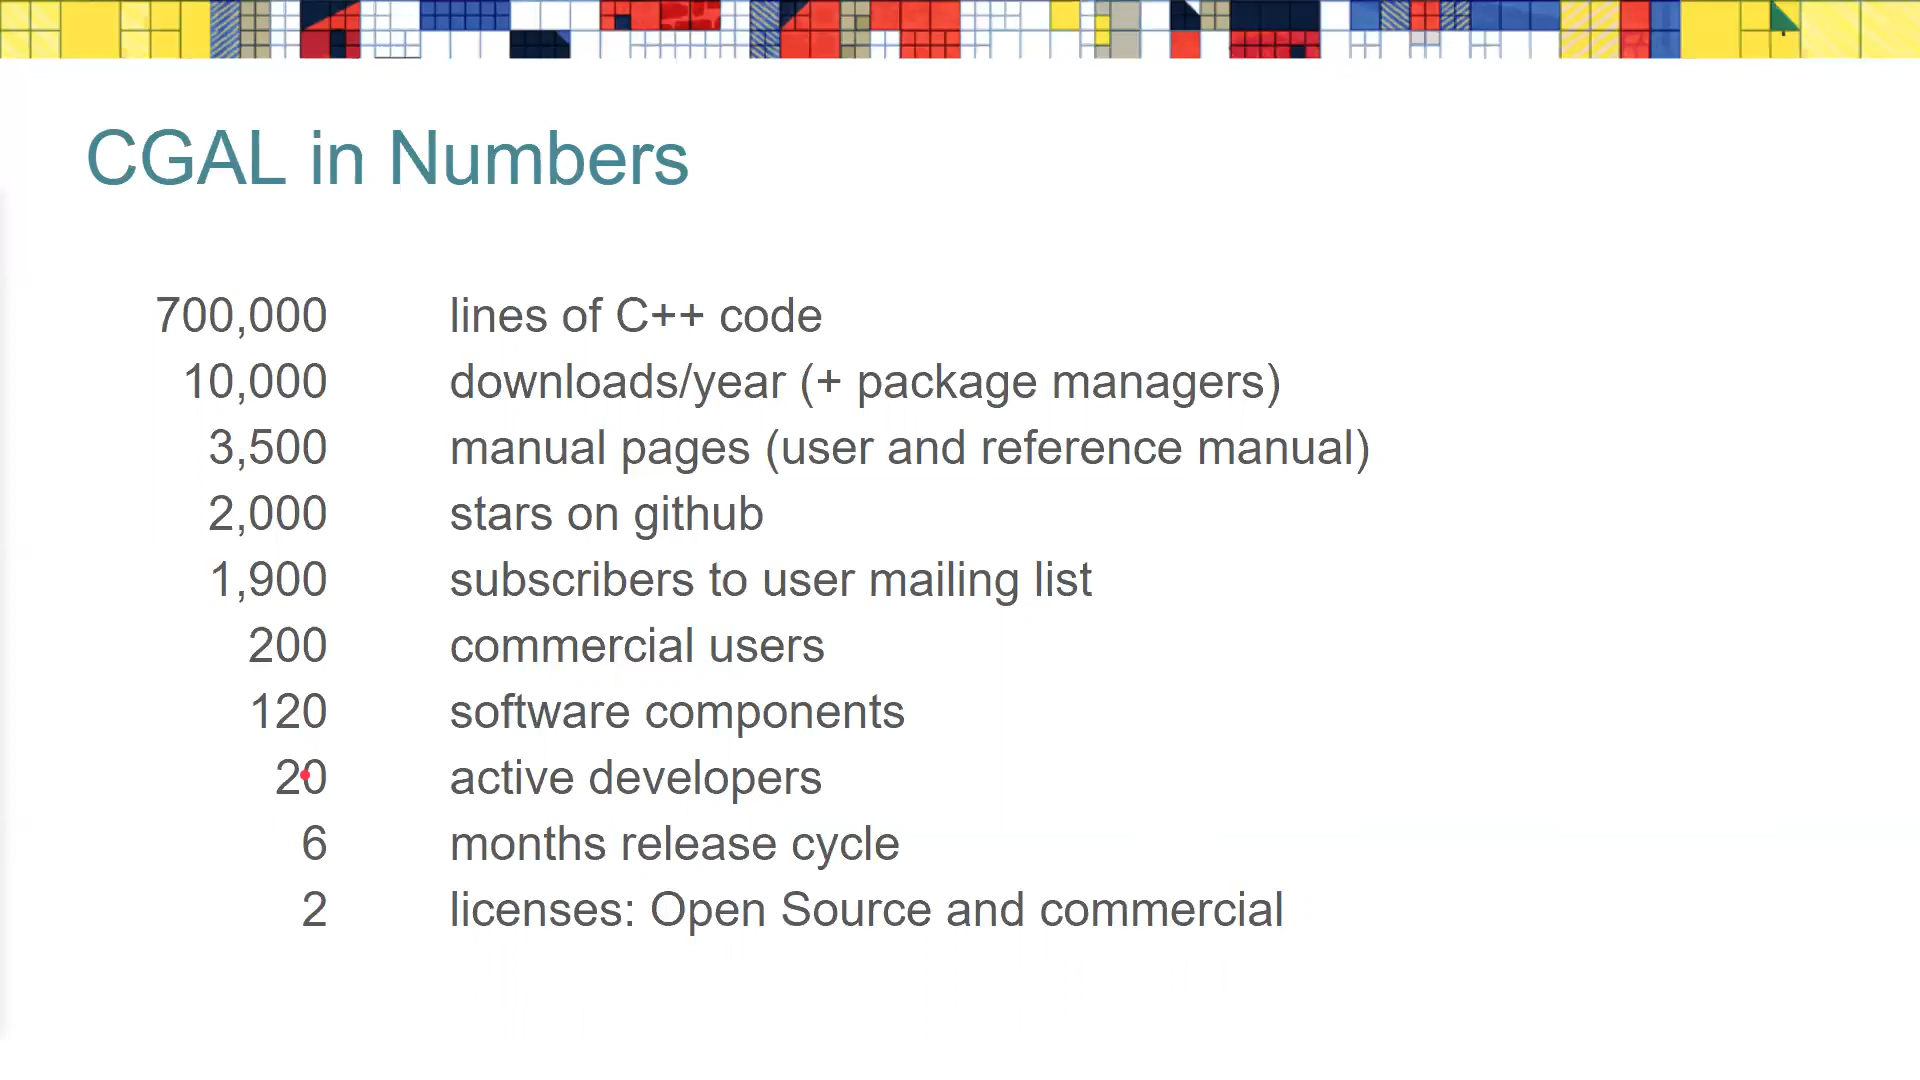 CGAL in Numbers
700,000 lines of C++ code
10,000 downloads/year (+ package managers)
3,500 manual pages (user and reference manual)
2,000 stars on github
1,900 subscribers to user mailing list
200 commercial users
120 software components
20 active developers
6 months release cycle
2 licenses: Open Source and commercial